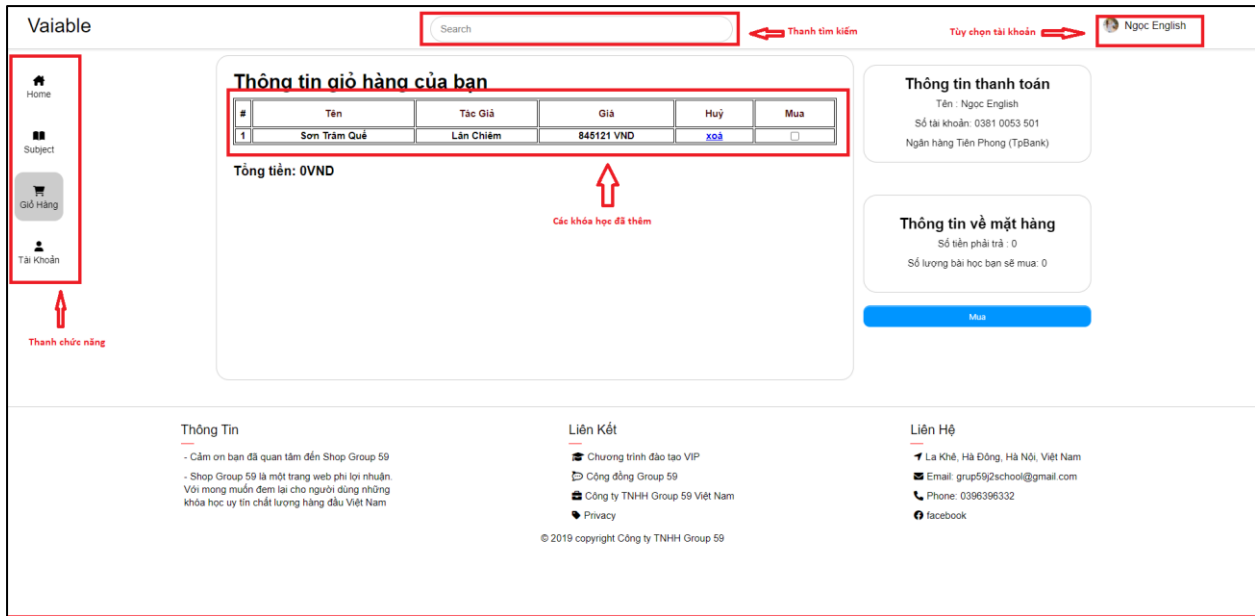 Vaiable
Search
Thanh tìm kiếm
Tùy chọn tài khoản
Ngoc English
Home
Subject
Giỏ Hàng
Tài Khoản
Thanh chức năng
Thông tin giỏ hàng của bạn
# Tên Tác Giả Giá Huỷ Mua
1 Sơn Trâm Quế Lân Chiêm 845121 VND xoá
Tổng tiền: 0VND
Các khóa học đã thêm
Thông tin thanh toán
Tên : Ngoc English
Số tài khoản: 0381 0053 501
Ngân hàng Tiên Phong (TpBank)
Thông tin về mặt hàng
Số tiền phải trả : 0
Số lượng bài học bạn sẽ mua: 0
Mua
Thông Tin
- Cảm ơn bạn đã quan tâm đến Shop Group 59
- Shop Group 59 là một trang web phi lợi nhuận.
Với mong muốn đem lại cho người dùng những
khóa học uy tín chất lượng hàng đầu Việt Nam
Liên Kết
Chương trình đào tạo VIP
Cộng đồng Group 59
Công ty TNHH Group 59 Việt Nam
Privacy
Liên Hệ
La Khê, Hà Đông, Hà Nội, Việt Nam
Email: grup59j2school@gmail.com
Phone: 0396396332
facebook
© 2019 copyright Công ty TNHH Group 59